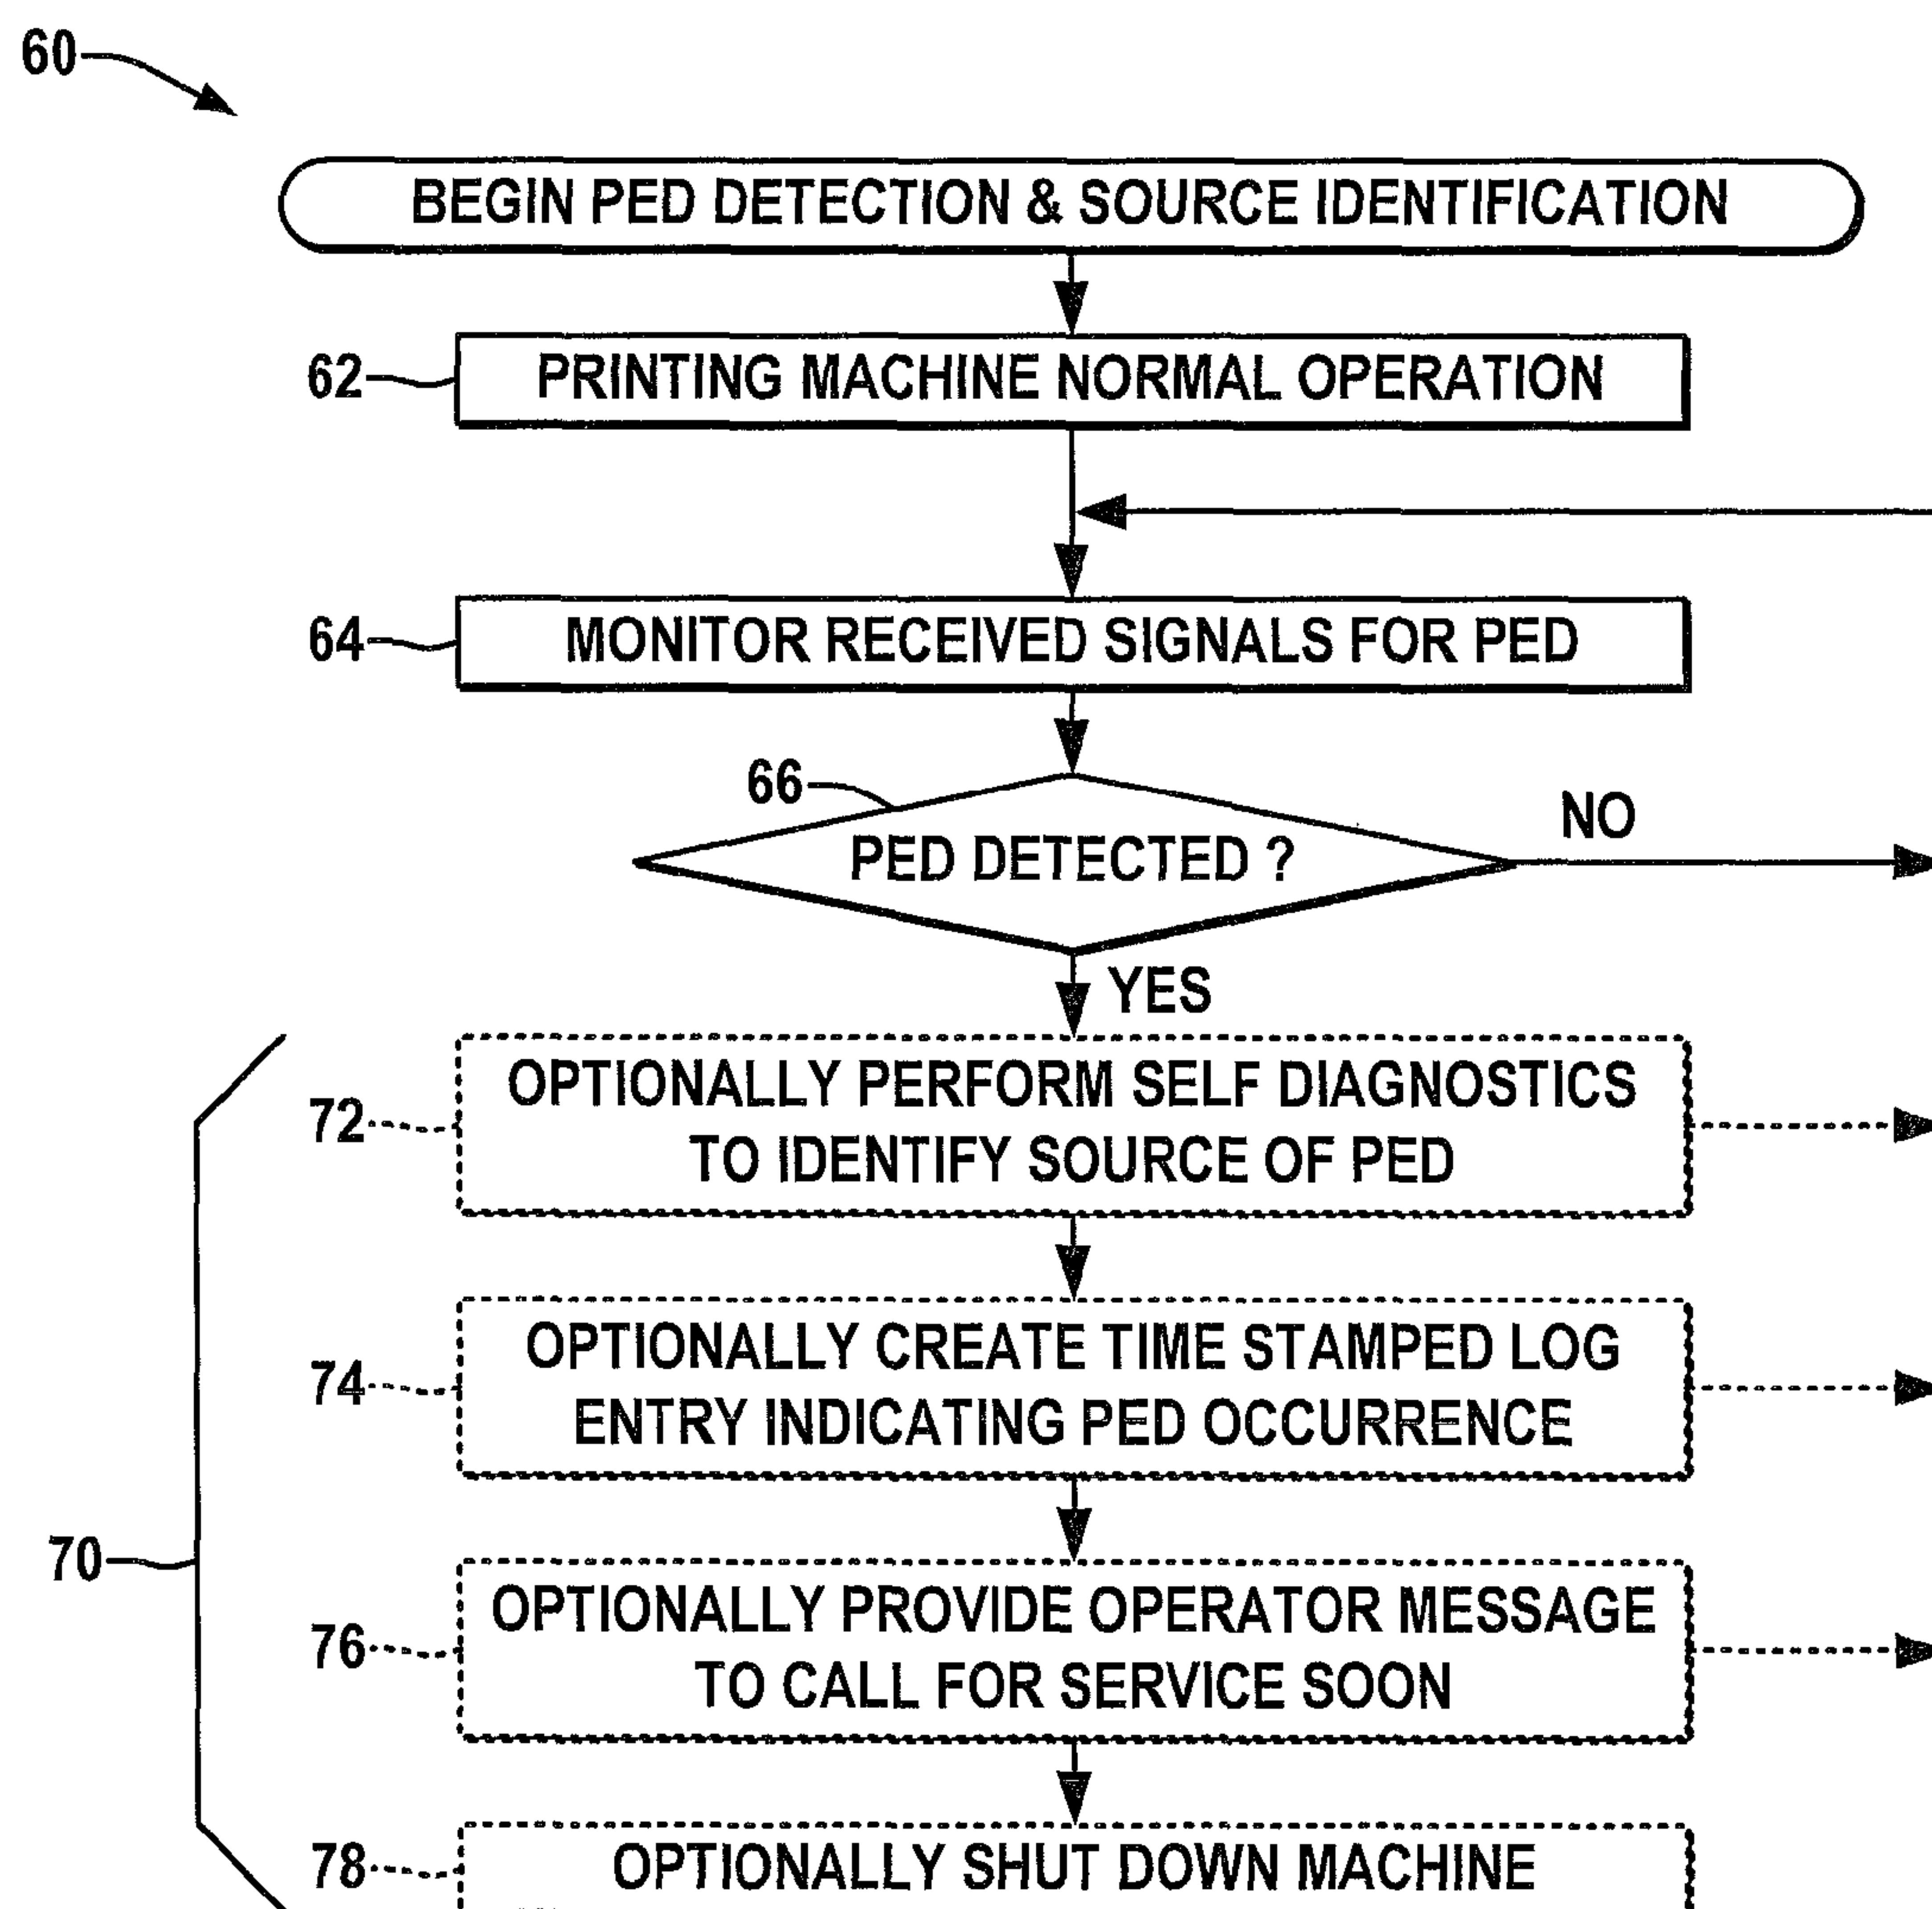 60
BEGIN PED DETECTION & SOURCE IDENTIFICATION
62
PRINTING MACHINE NORMAL OPERATION
64
MONITOR RECEIVED SIGNALS FOR PED
66
PED DETECTED ?
NO
YES
72
OPTIONALLY PERFORM SELF DIAGNOSTICS
TO IDENTIFY SOURCE OF PED
74
OPTIONALLY CREATE TIME STAMPED LOG
ENTRY INDICATING PED OCCURRENCE
70
76
OPTIONALLY PROVIDE OPERATOR MESSAGE
TO CALL FOR SERVICE SOON
78
OPTIONALLY SHUT DOWN MACHINE